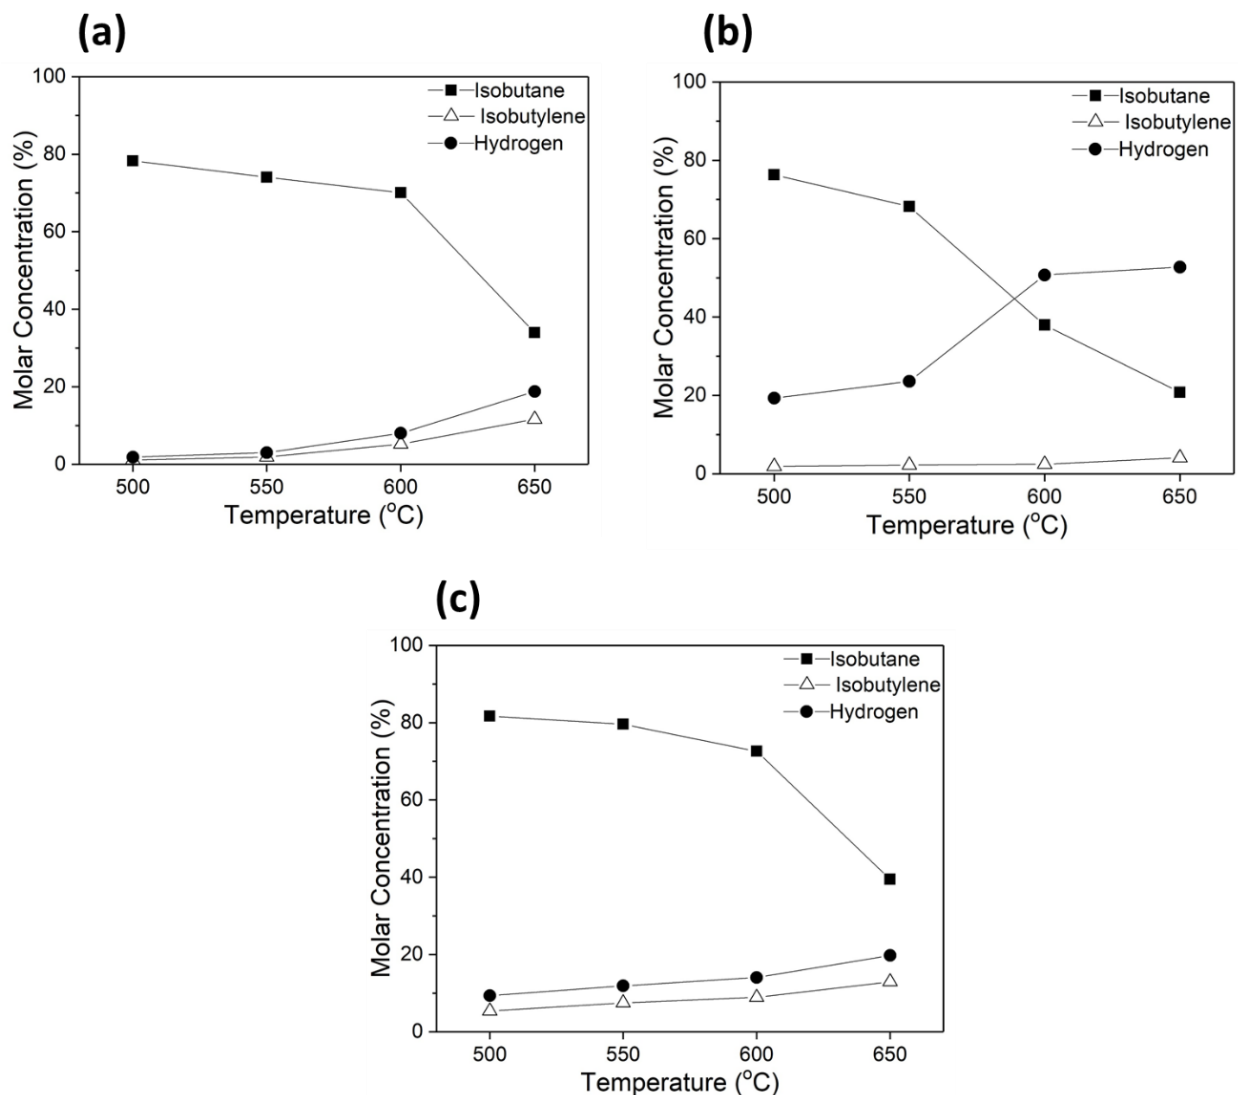 (a)
100
80
60
40
20
0
Molar Concentration (%)
Isobutane
Isobutylene
Hydrogen
500 550 600 650
Temperature (°C)
(b)
100
80
60
40
20
0
Molar Concentration (%)
Isobutane
Isobutylene
Hydrogen
500 550 600 650
Temperature (°C)
(c)
100
80
60
40
20
0
Molar Concentration (%)
Isobutane
Isobutylene
Hydrogen
500 550 600 650
Temperature (°C)